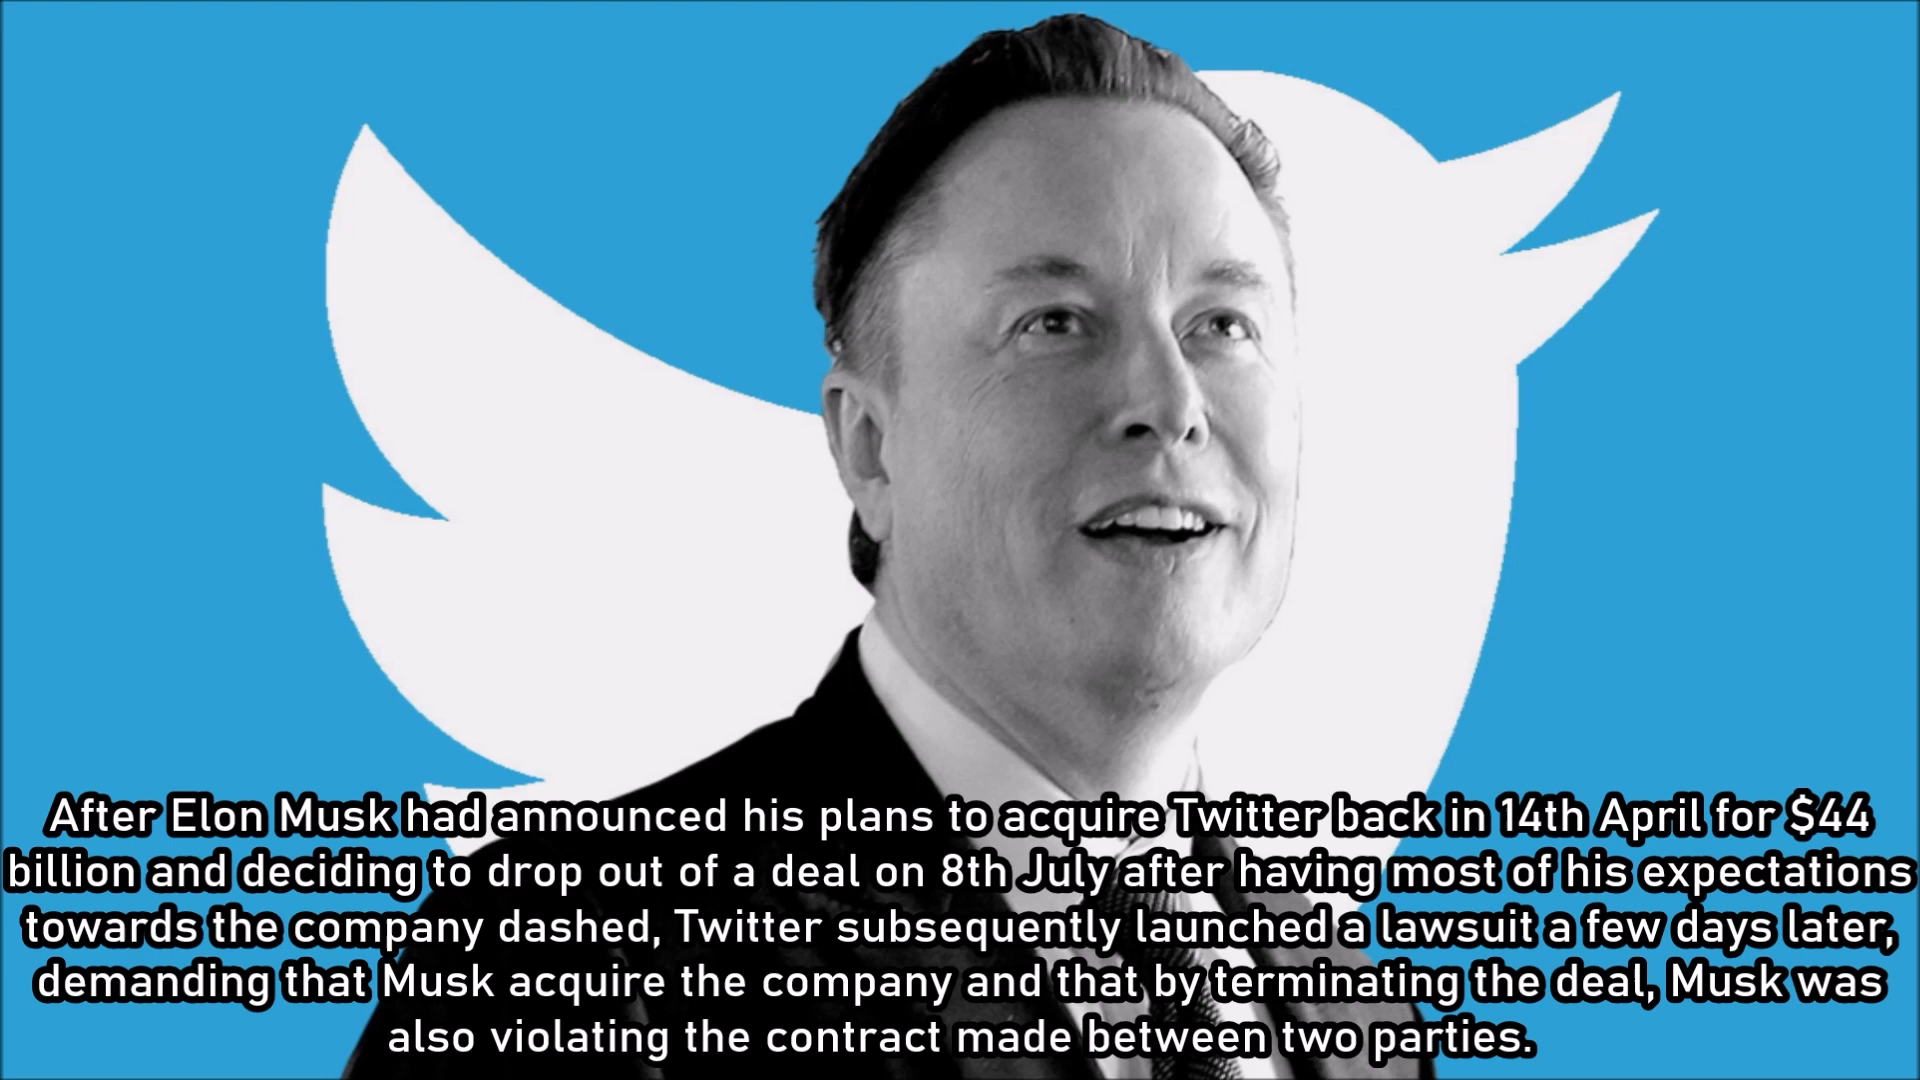 After Elon Musk had announced his plans to acquire Twitter back in 14th April for $44
billion and deciding to drop out of a deal on 8th July after having most of his expectations
towards the company dashed, Twitter subsequently launched a lawsuit a few days later,
demanding that Musk acquire the company and that by terminating the deal, Musk was
also violating the contract made between two parties.